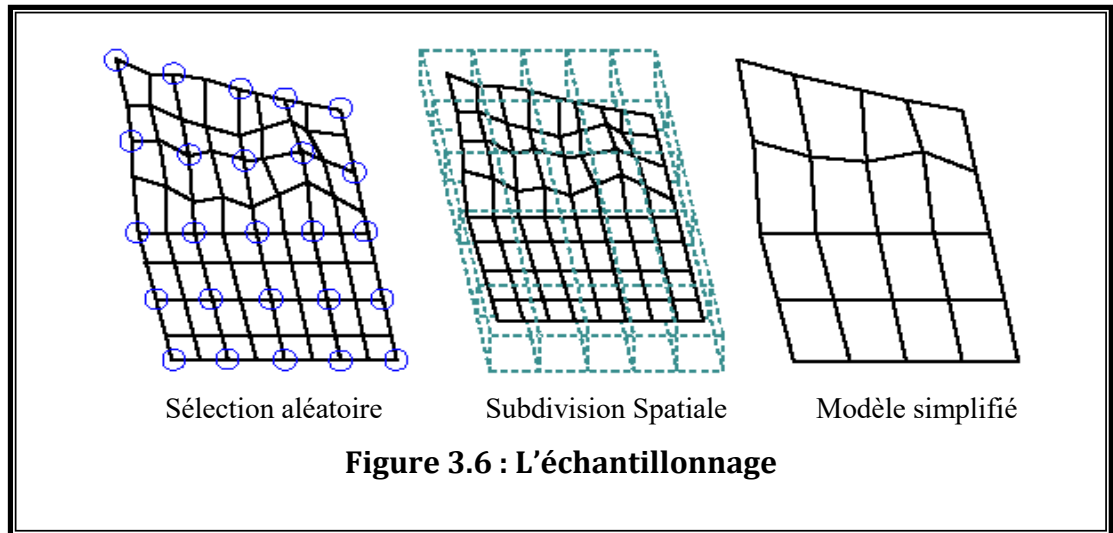 Sélection aléatoire Subdivision Spatiale Modèle simplifié
Figure 3.6 : L’échantillonnage